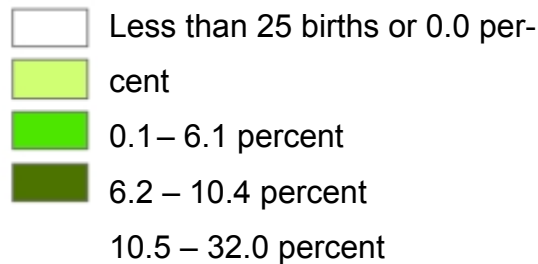 Less than 25 births or 0.0 per-
cent
0.1– 6.1 percent
6.2 – 10.4 percent
10.5 – 32.0 percent